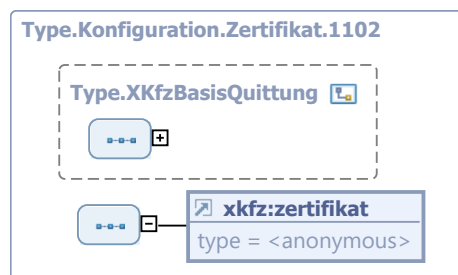 Type.Konfiguration.Zertifikat.1102
Type.XKfzBasisQuittung
xkfz:zertifikat
type = <anonymous>